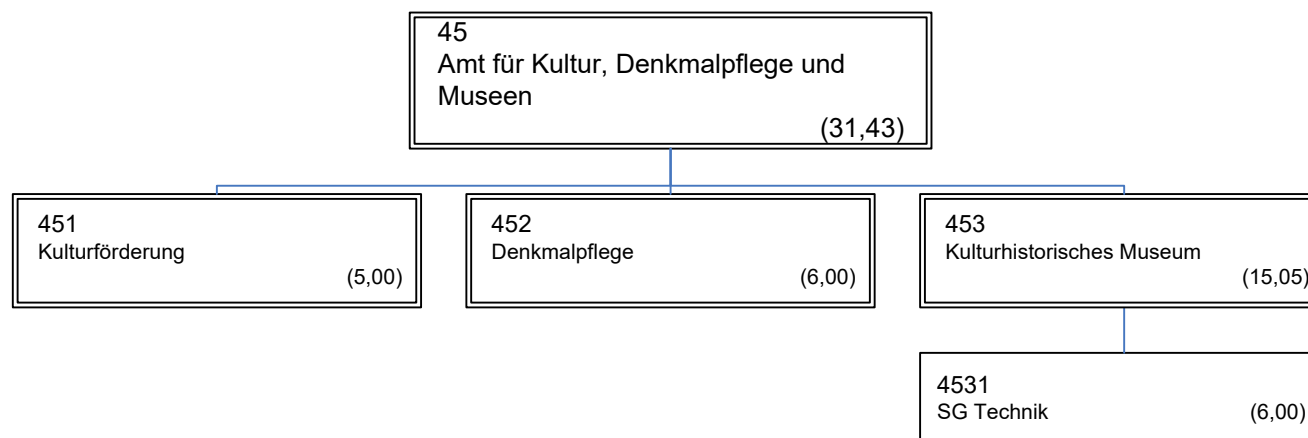 45
Amt für Kultur, Denkmalpflege und
Museen
(31,43)
451
Kulturförderung
(5,00)
452
Denkmalpflege
(6,00)
453
Kulturhistorisches Museum
(15,05)
4531
SG Technik (6,00)